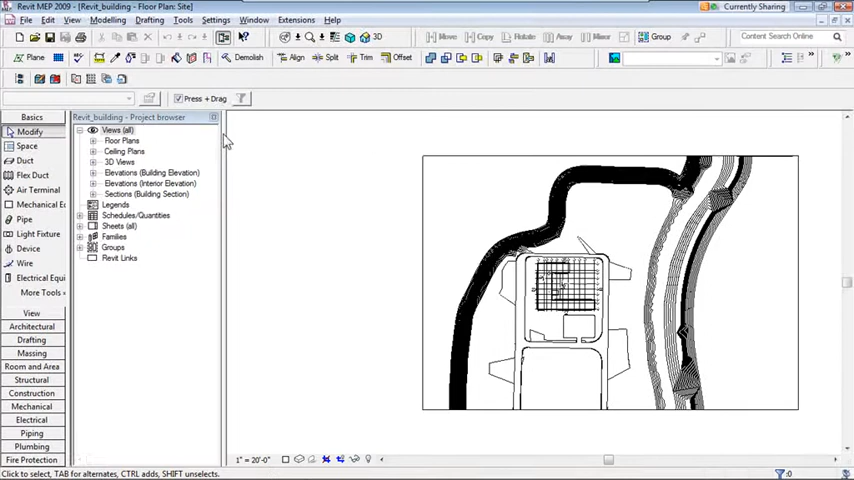 Revit MEP 2009 - [Revit_building - Floor Plan: Site]
Currently Sharing
File Edit View Modelling Drafting Tools Settings Window Extensions Help
3D Move Copy Rotate Away Mirror Group Search Content Online
Plane Demolish Align Split Trim Offset
Press + Drag
Basics
Modify
Space
Duct
Flex Duct
Air Terminal
Mechanical E
Pipe
Light Fixture
Device
Wire
Electrical Equi
More Tools
View
Architectural
Drafting
Massing
Room and Area
Structural
Construction
Mechanical
Electrical
Piping
Plumbing
Fire Protection
Revit_building - Project browser
Views (all)
Floor Plans
Ceiling Plans
3D Views
Elevations (Building Elevation)
Elevations (Interior Elevation)
Sections (Building Section)
Legends
Schedules/Quantities
Sheets (all)
Families
Groups
Revit Links
1" = 20'-0"
Click to select, TAB for alternates, CTRL adds, SHIFT unselects.
:0